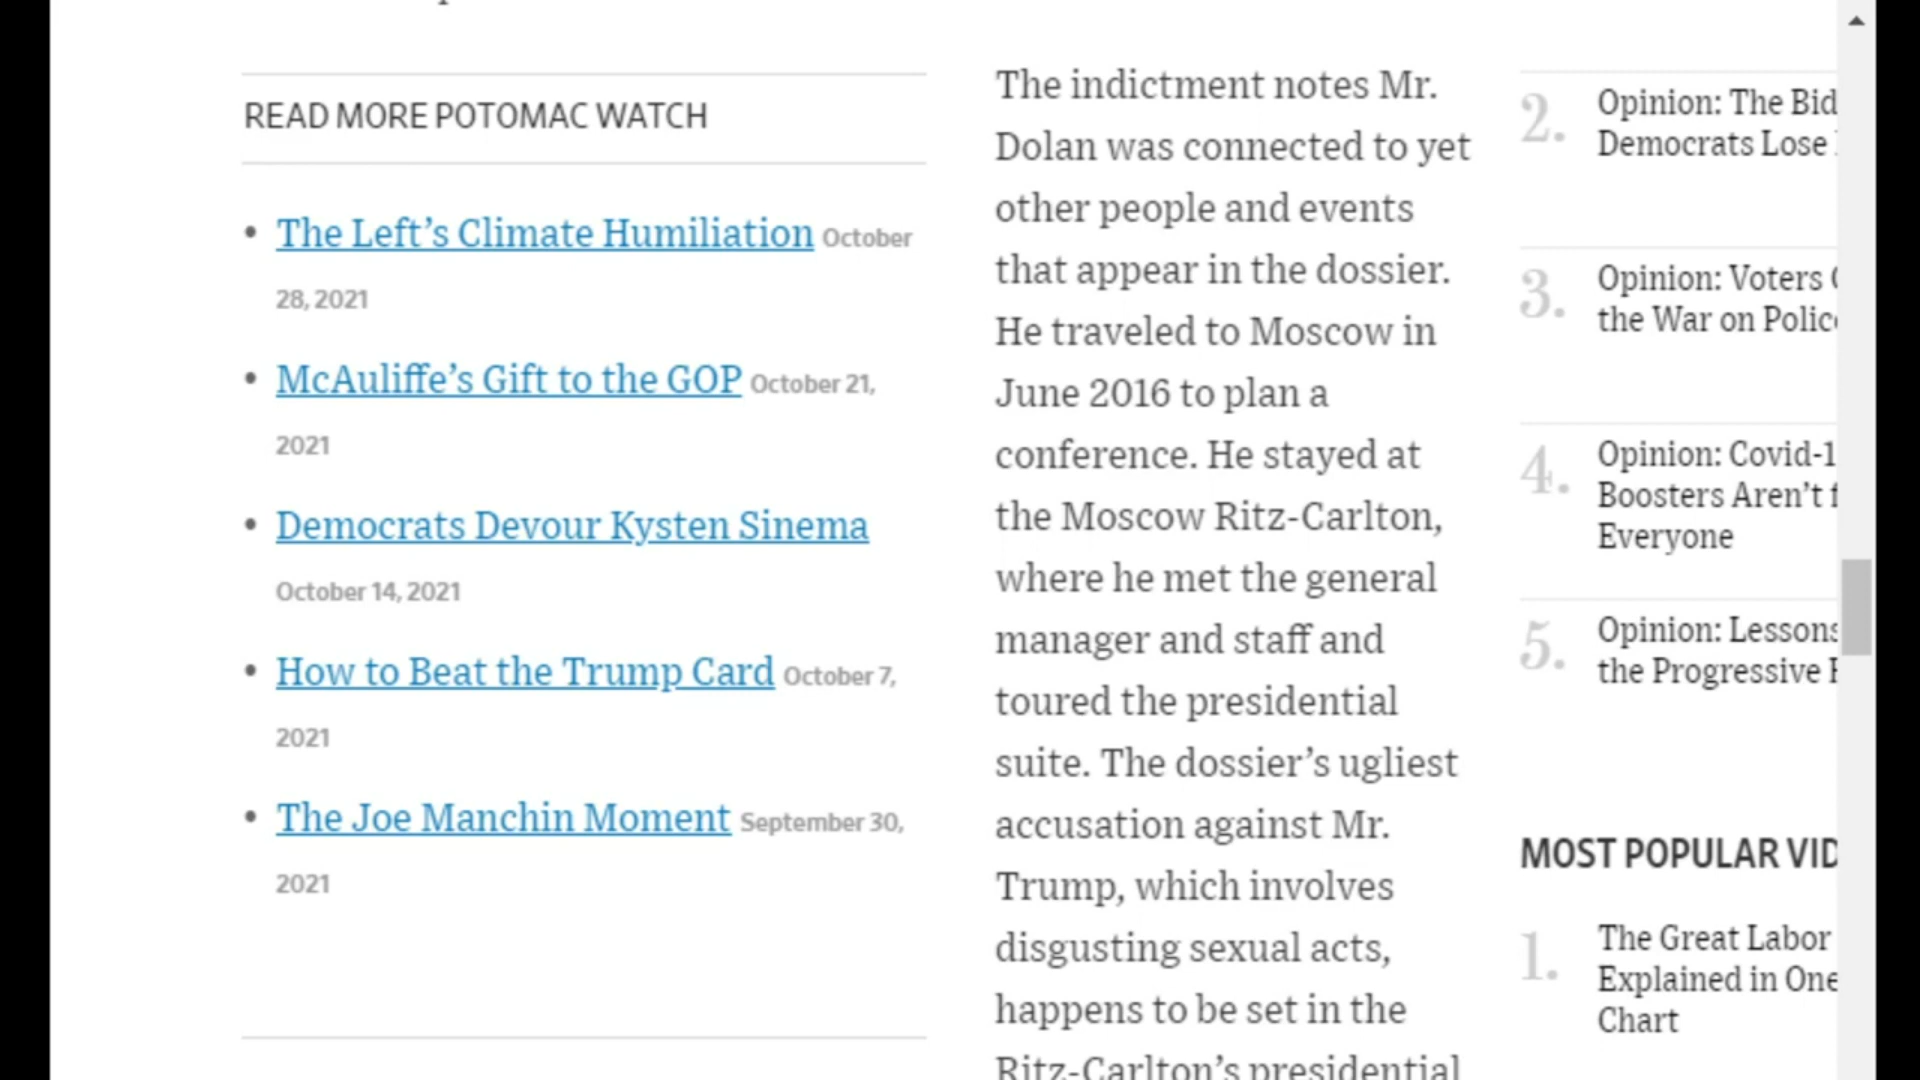 READ MORE POTOMAC WATCH
• The Left’s Climate Humiliation October
28, 2021
• McAuliffe’s Gift to the GOP October 21,
2021
• Democrats Devour Kysten Sinema
October 14, 2021
• How to Beat the Trump Card October 7,
2021
• The Joe Manchin Moment September 30,
2021
The indictment notes Mr.
Dolan was connected to yet
other people and events
that appear in the dossier.
He traveled to Moscow in
June 2016 to plan a
conference. He stayed at
the Moscow Ritz-Carlton,
where he met the general
manager and staff and
toured the presidential
suite. The dossier’s ugliest
accusation against Mr.
Trump, which involves
disgusting sexual acts,
happens to be set in the
Ritz-Carlton’s presidential
2. Opinion: The Bid
Democrats Lose
3. Opinion: Voters
the War on Polic
4. Opinion: Covid-1
Boosters Aren’t f
Everyone
5. Opinion: Lessons
the Progressive
MOST POPULAR VID
1. The Great Labor
Explained in One
Chart